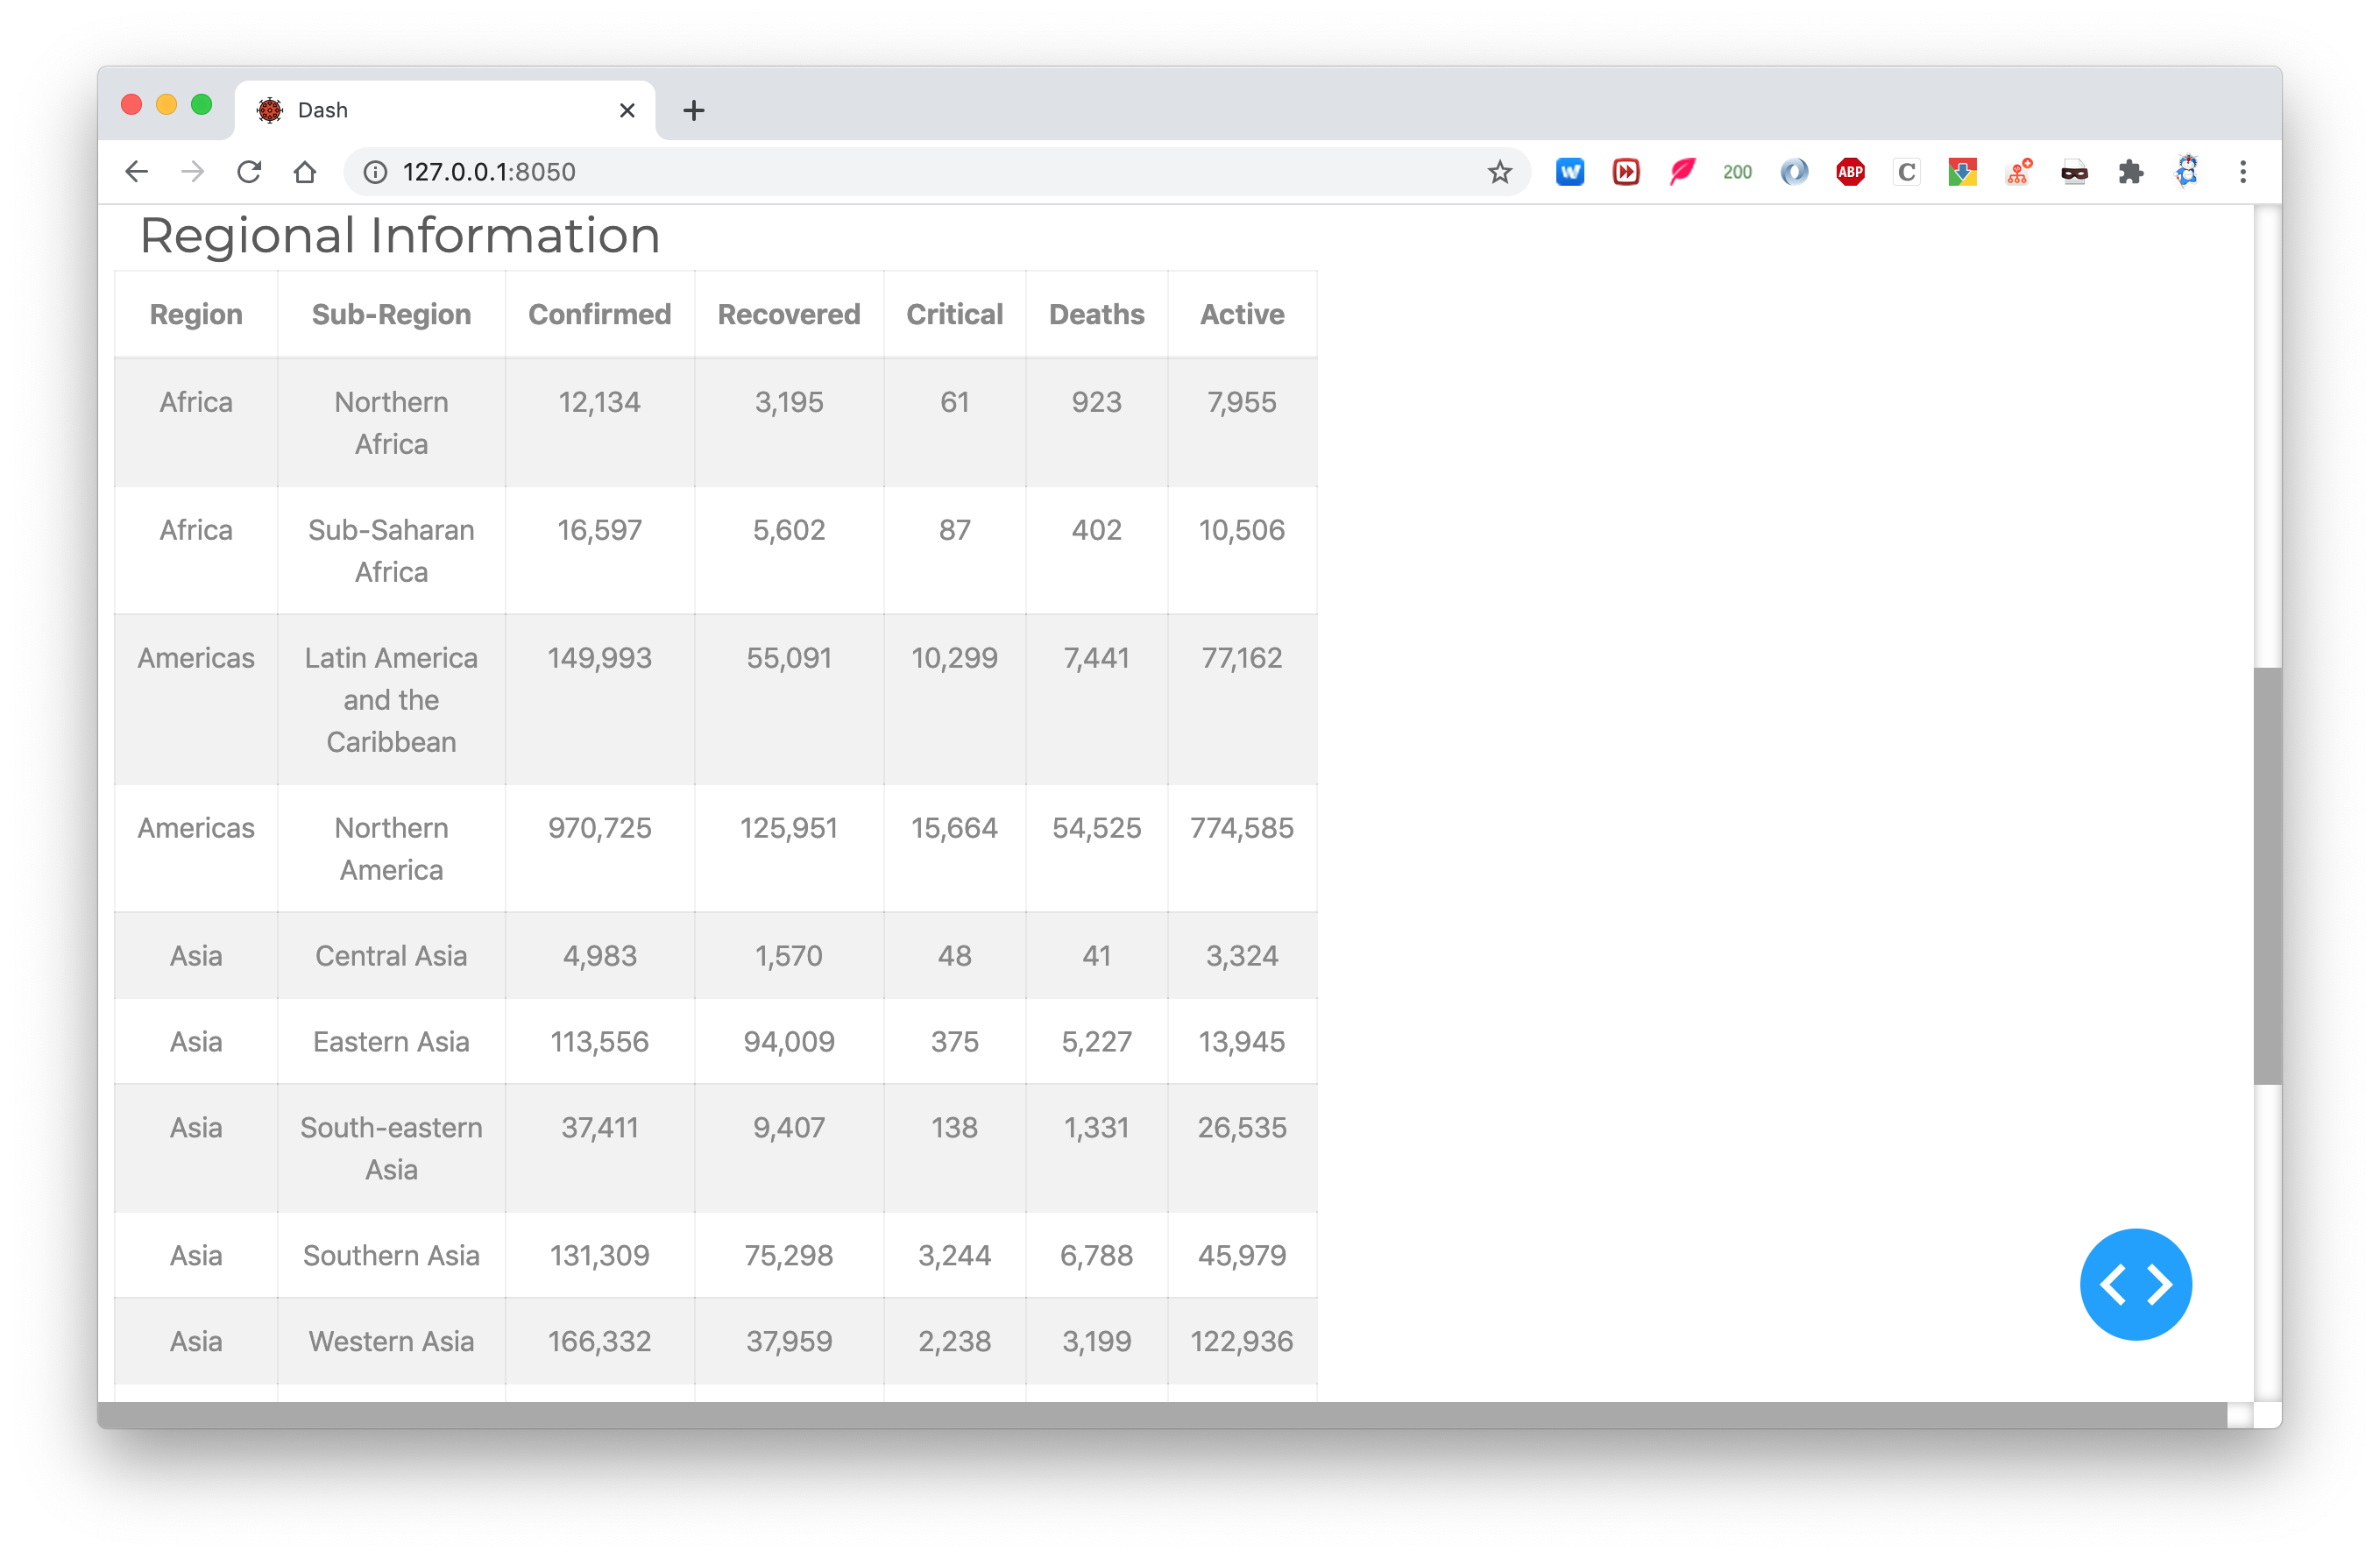 Dash
127.0.0.1:8050
200
ABP
C
Regional Information
Region Sub-Region Confirmed Recovered Critical Deaths Active
Africa Northern 12,134 3,195 61 923 7,955
Africa
Africa Sub-Saharan 16,597 5,602 87 402 10,506
Africa
Americas Latin America 149,993 55,091 10,299 7,441 77,162
and the
Caribbean
Americas Northern 970,725 125,951 15,664 54,525 774,585
America
Asia Central Asia 4,983 1,570 48 41 3,324
Asia Eastern Asia 113,556 94,009 375 5,227 13,945
Asia South-eastern 37,411 9,407 138 1,331 26,535
Asia
Asia Southern Asia 131,309 75,298 3,244 6,788 45,979
Asia Western Asia 166,332 37,959 2,238 3,199 122,936